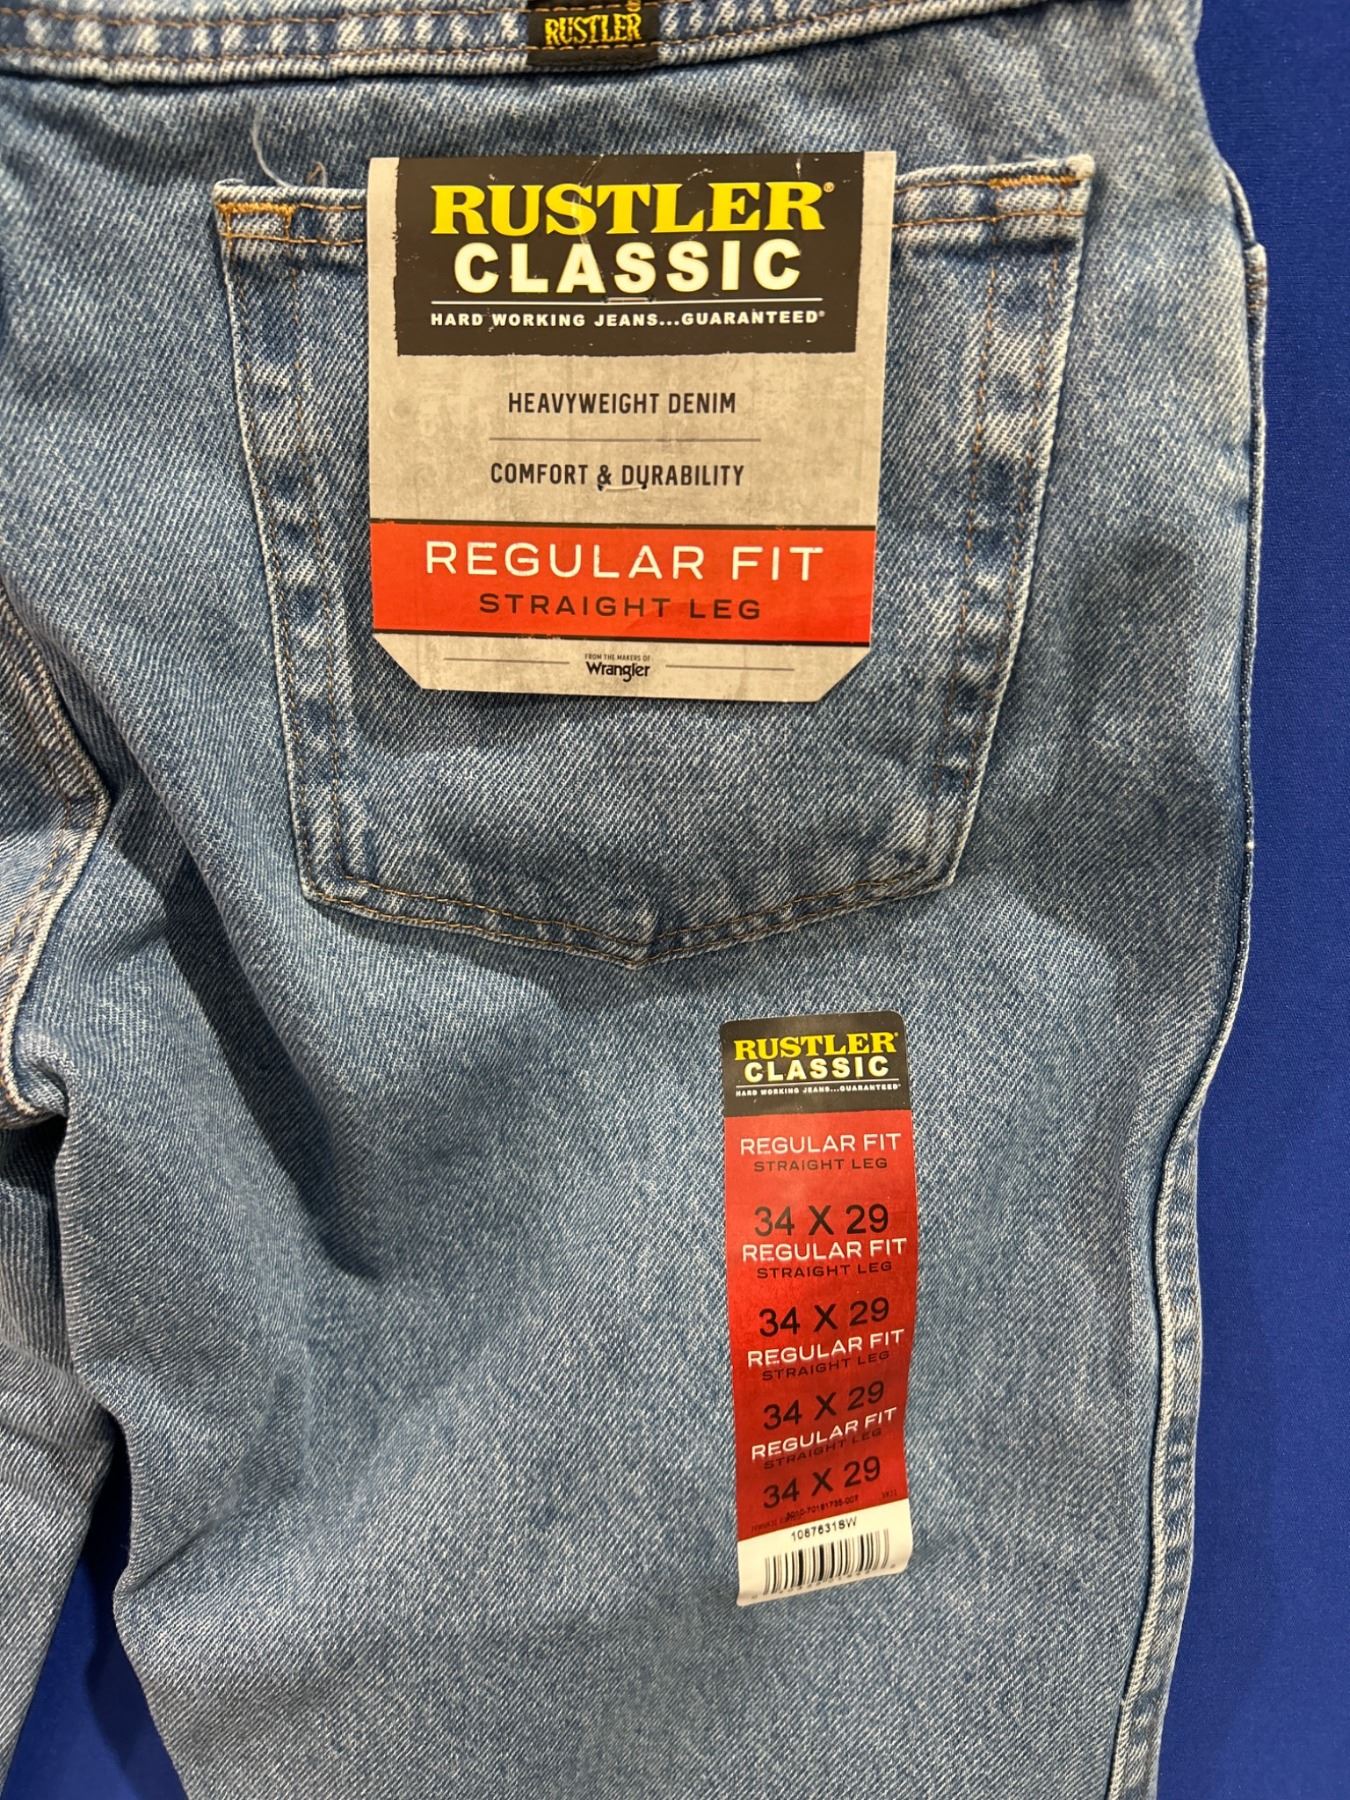 RUSTLER
RUSTLER®
CLASSIC
HARD WORKING JEANS...GUARANTEED®
HEAVYWEIGHT DENIM
COMFORT & DURABILITY
REGULAR FIT
STRAIGHT LEG
FROM THE MAKERS OF
Wrangler
RUSTLER®
CLASSIC
HARD WORKING JEANS...GUARANTEED®
REGULAR FIT
STRAIGHT LEG
34 X 29
REGULAR FIT
STRAIGHT LEG
34 X 29
REGULAR FIT
STRAIGHT LEG
34 X 29
REGULAR FIT
STRAIGHT LEG
34 X 29
1087631SW